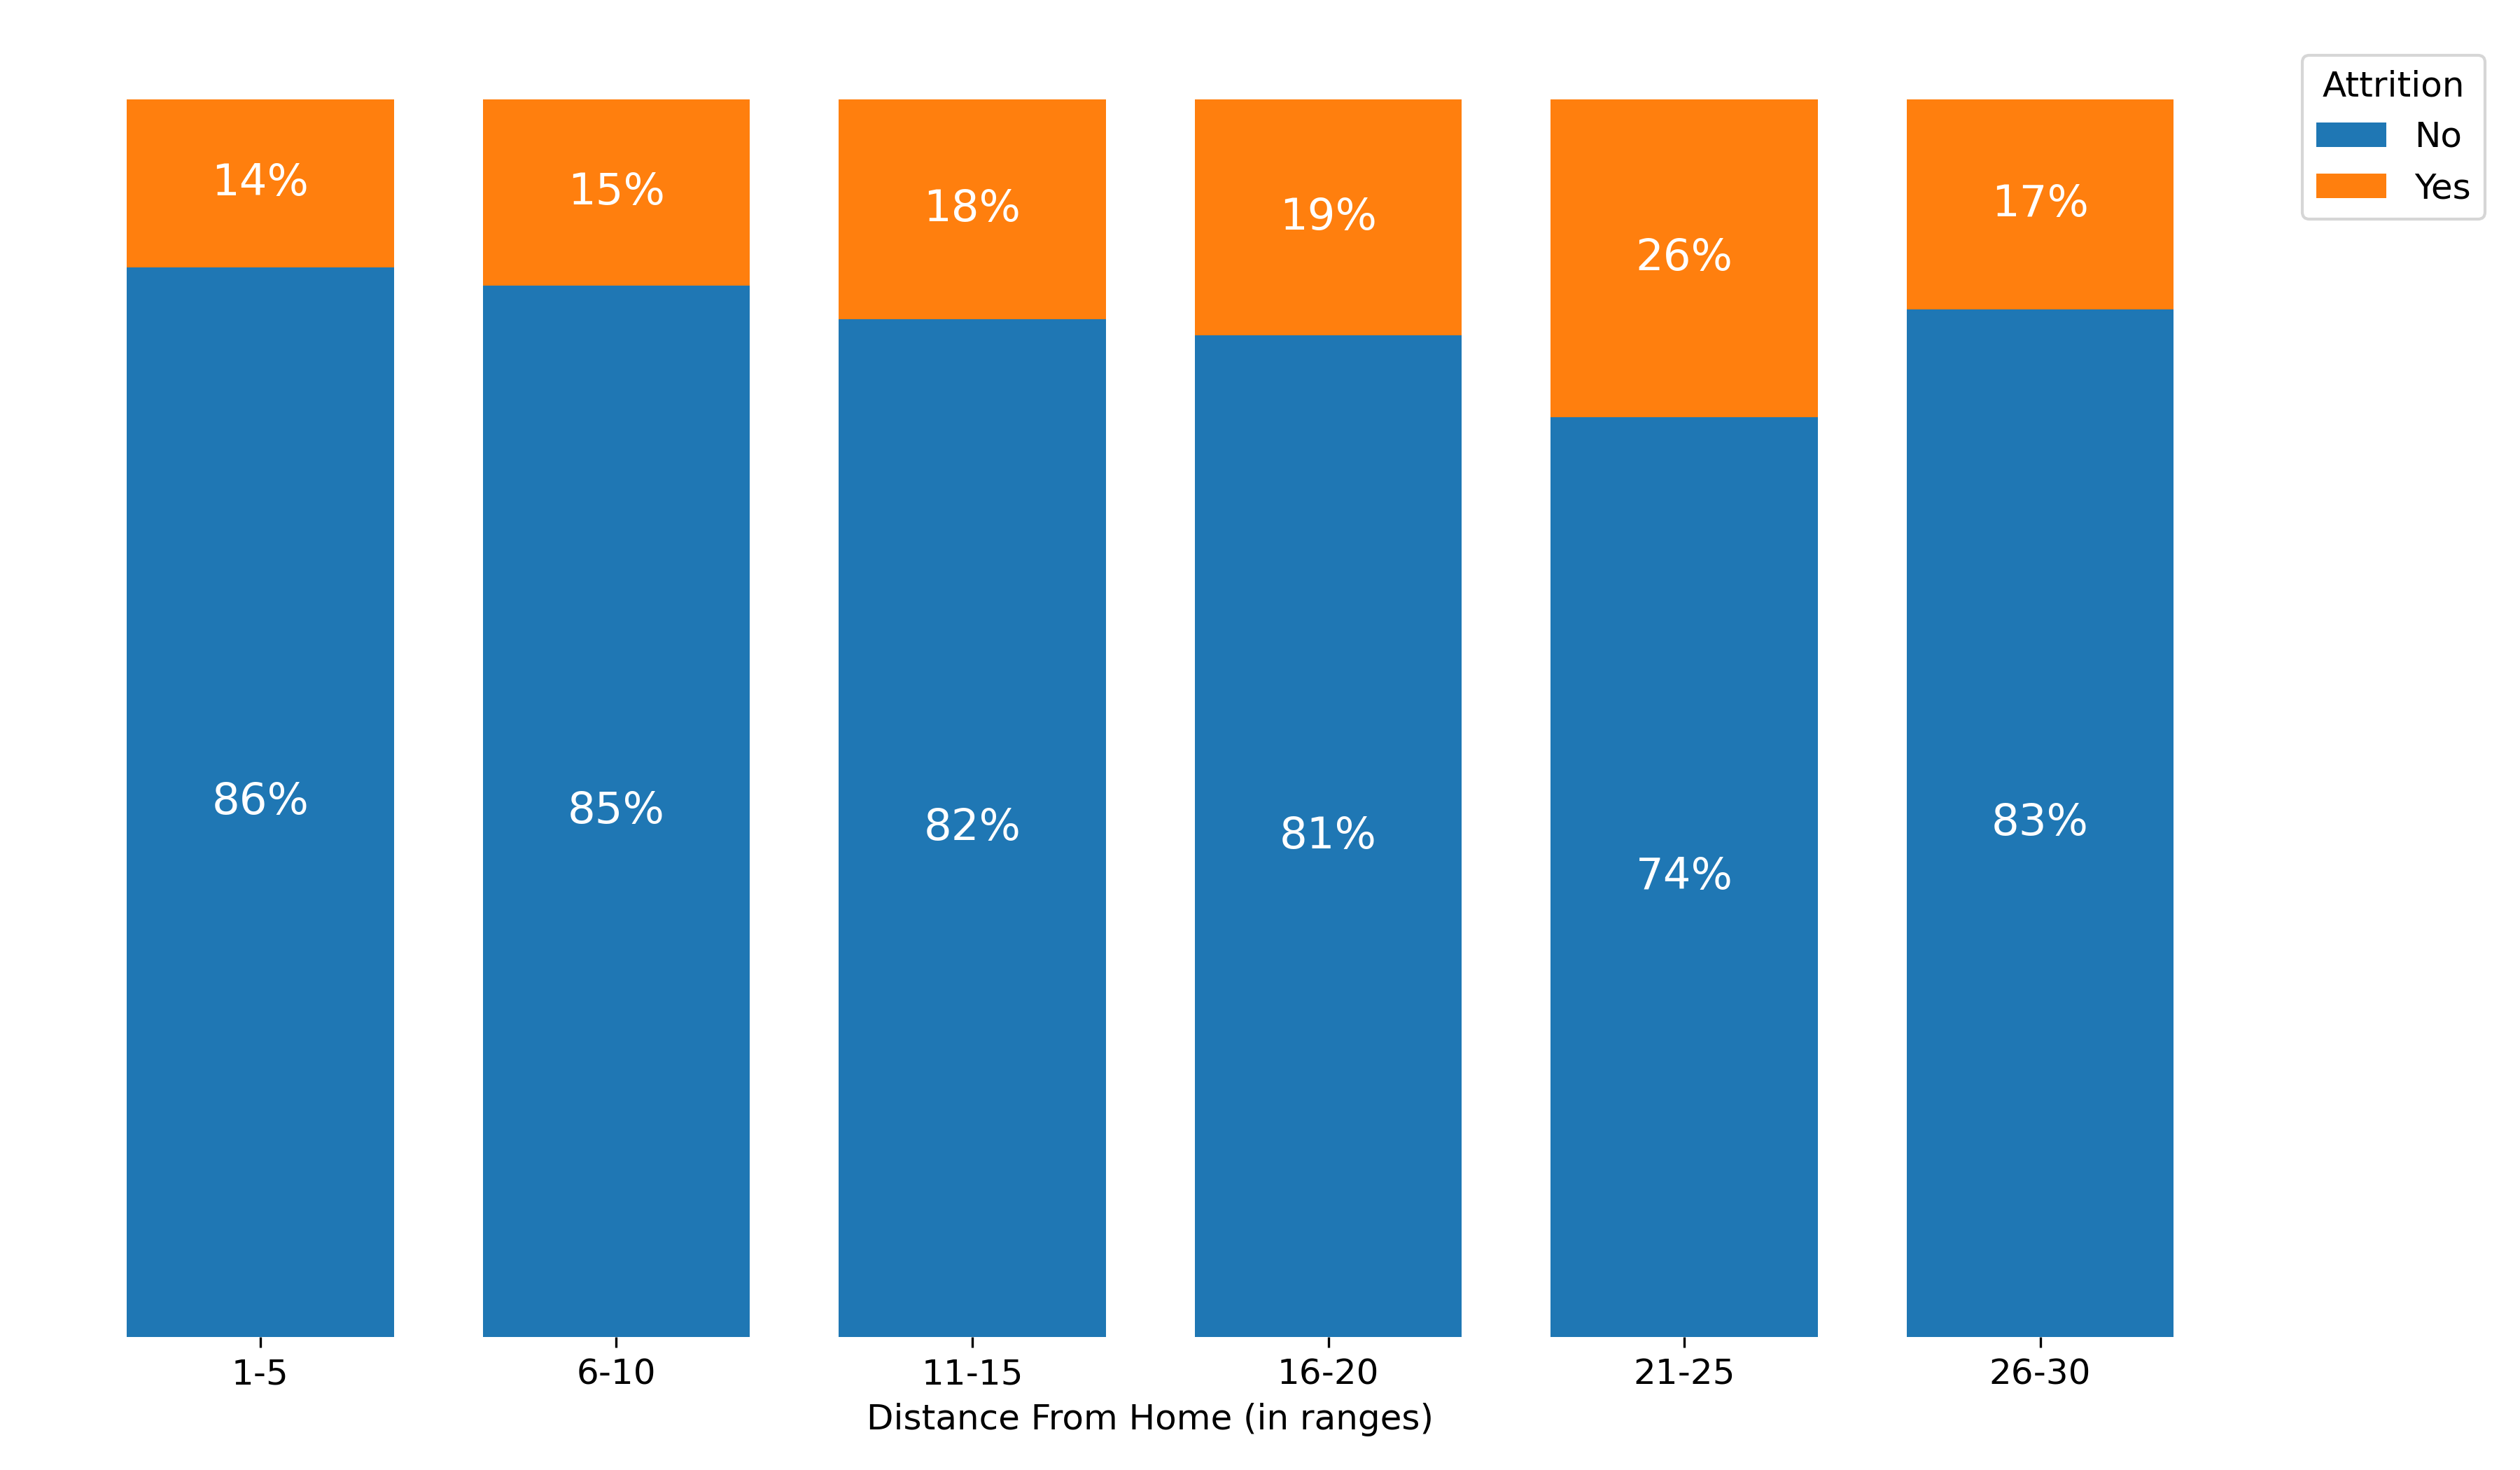 Attrition
No
Yes
14% 15% 18% 19% 26% 17%
86% 85% 82% 81% 74% 83%
1-5 6-10 11-15 16-20 21-25 26-30
Distance From Home (in ranges)